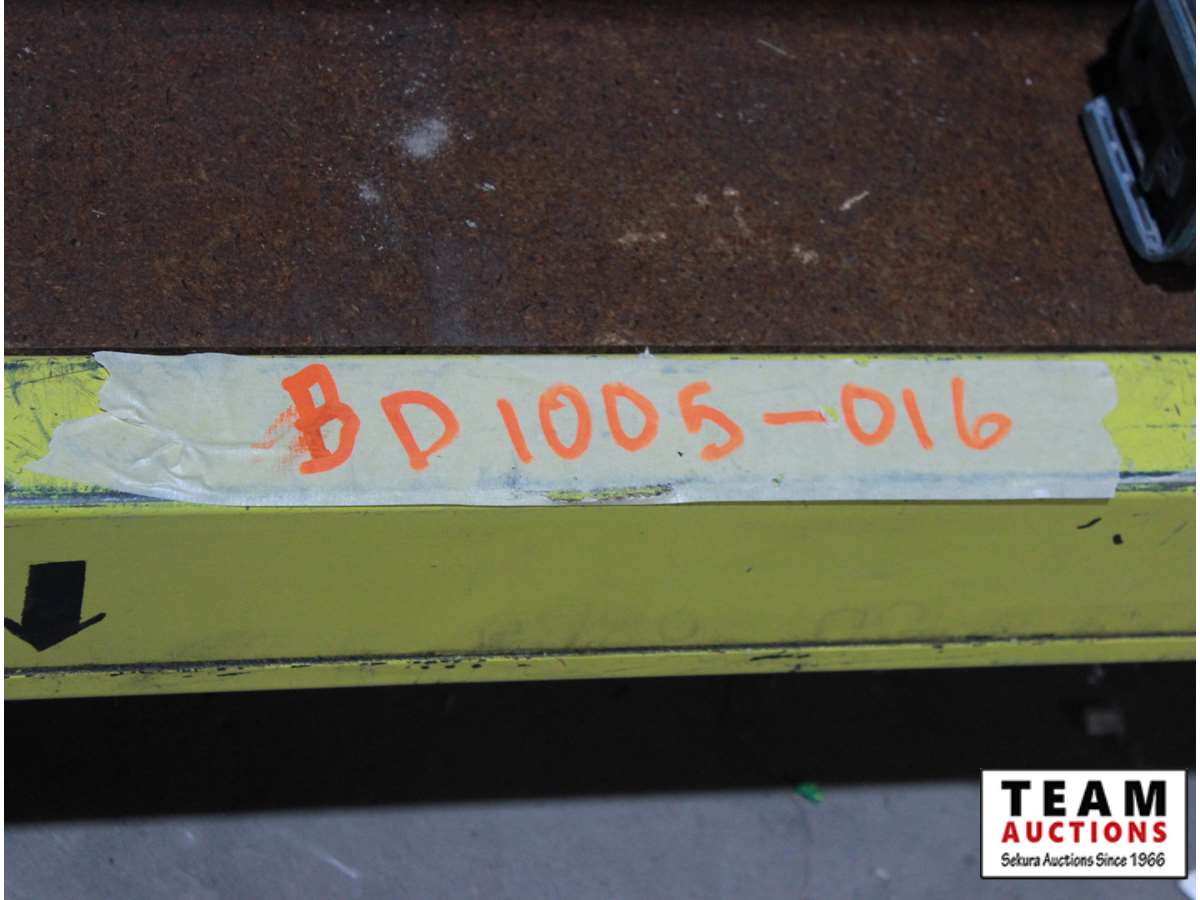 BD1005-016
TEAM
AUCTIONS
Sekura Auctions Since 1966